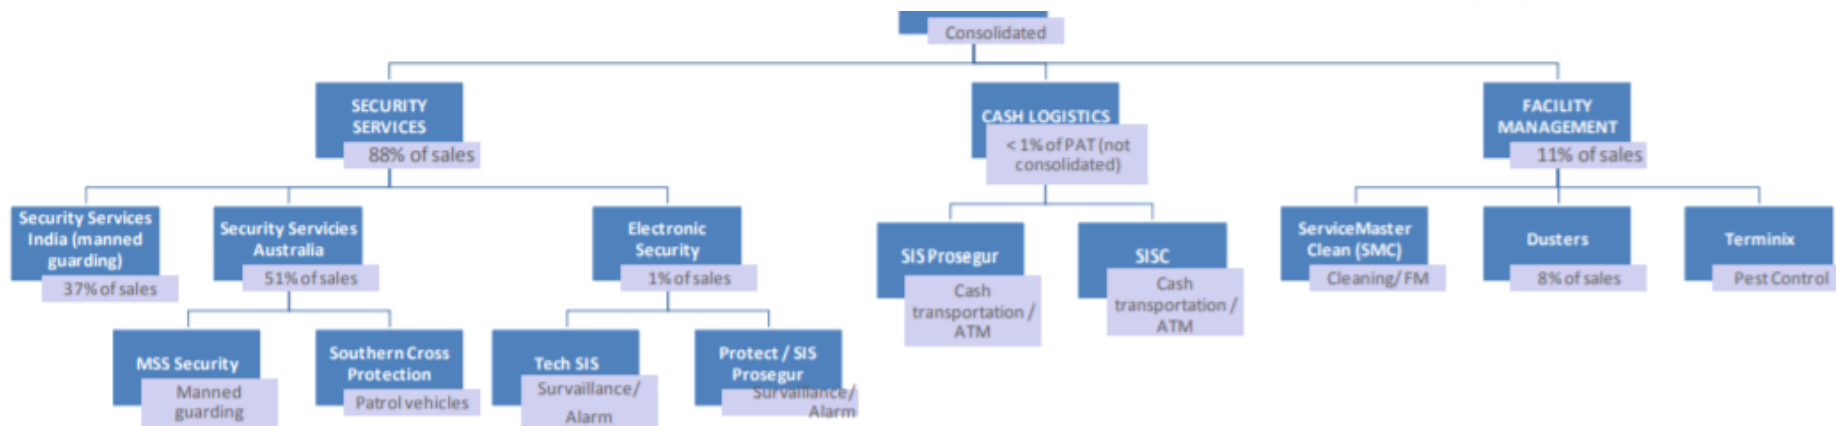 Consolidated
SECURITY
SERVICES
88% of sales
CASH LOGISTICS
< 1% of PAT (not
consolidated)
FACILITY
MANAGEMENT
11% of sales
Security Services
India (manned
guarding)
37% of sales
Security Servicies
Australia
51% of sales
Electronic
Security
1% of sales
SIS Prosegur
Cash
transportation /
ATM
SISC
Cash
transportation /
ATM
ServiceMaster
Clean (SMC)
Cleaning/ FM
Dusters
8% of sales
Terminix
Pest Control
MSS Security
Manned
guarding
Southern Cross
Protection
Patrol vehicles
Tech SIS
Survaillance/
Alarm
Protect / SIS
Prosegur
Survaillance/
Alarm